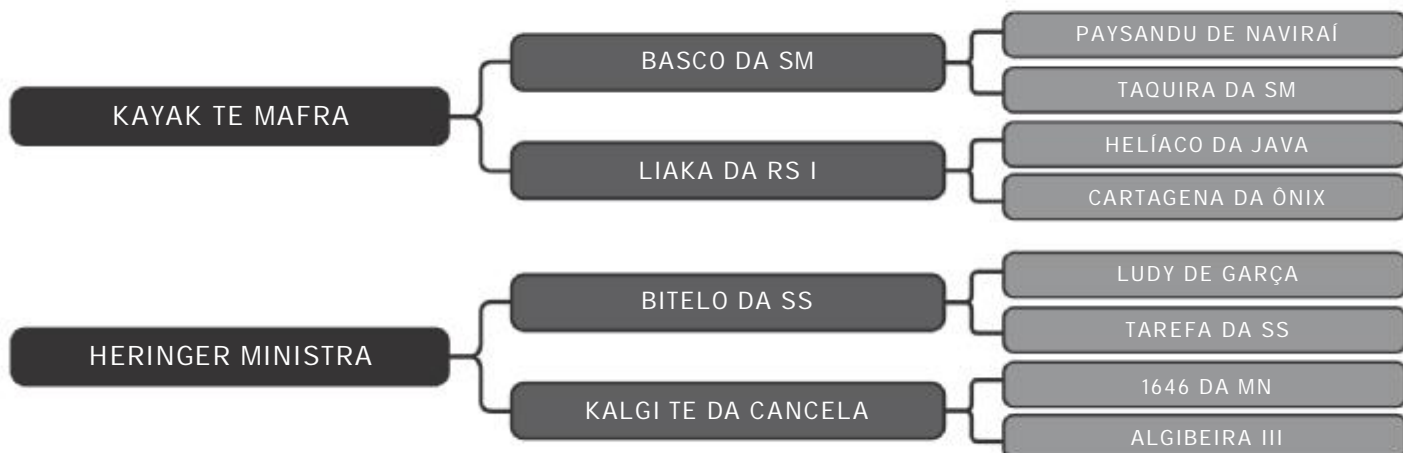 PAYSANDU DE NAVIRAÍ
BASCO DA SM
TAQUIRA DA SM
KAYAK TE MAFRA
HELÍACO DA JAVA
LIAKA DA RS I
CARTAGENA DA ÔNIX
LUDY DE GARÇA
BITELO DA SS
TAREFA DA SS
HERINGER MINISTRA
1646 DA MN
KALGI TE DA CANCELA
ALGIBEIRA III